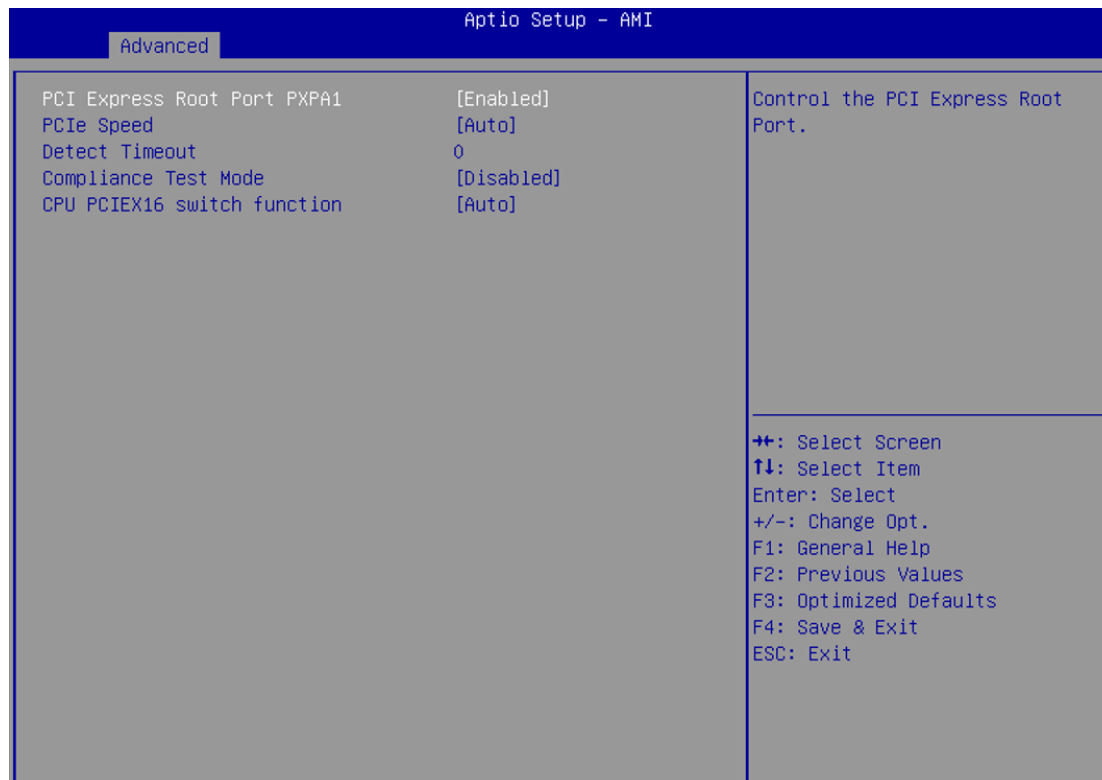 Aptio Setup – AMI
Advanced
PCI Express Root Port PXPA1 [Enabled]
PCIe Speed [Auto]
Detect Timeout 0
Compliance Test Mode [Disabled]
CPU PCIEX16 switch function [Auto]
Control the PCI Express Root
Port.
→←: Select Screen
↑↓: Select Item
Enter: Select
+/-: Change Opt.
F1: General Help
F2: Previous Values
F3: Optimized Defaults
F4: Save & Exit
ESC: Exit